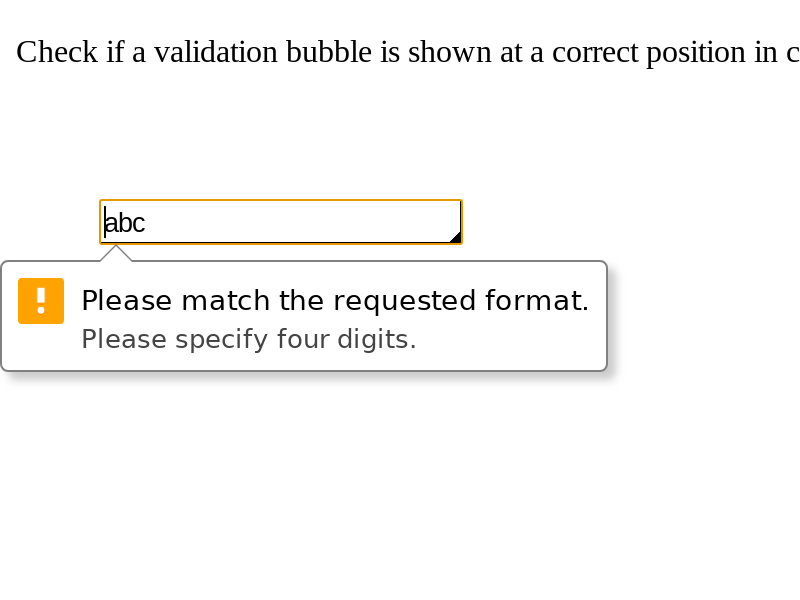 Check if a validation bubble is shown at a correct position in c
abc
Please match the requested format.
Please specify four digits.